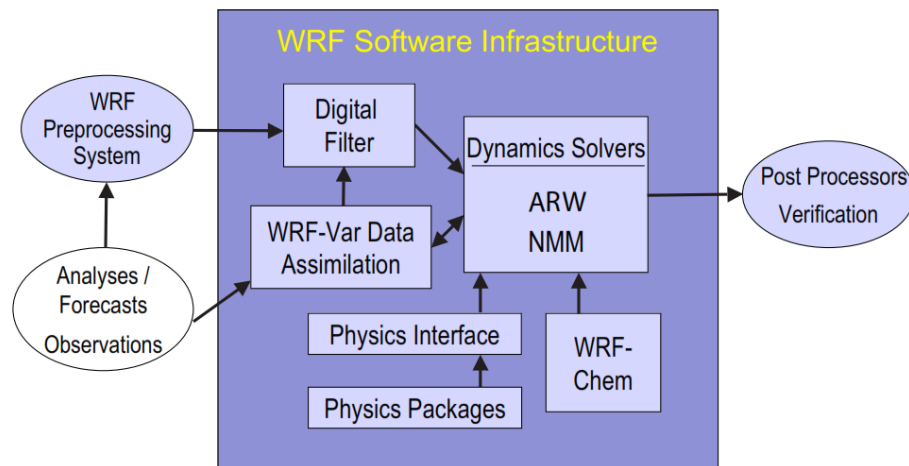 WRF Software Infrastructure
WRF
Preprocessing
System
Digital
Filter
Dynamics Solvers
ARW
NMM
Post Processors
Verification
WRF-Var Data
Assimilation
Analyses /
Forecasts
Observations
Physics Interface
WRF-
Chem
Physics Packages